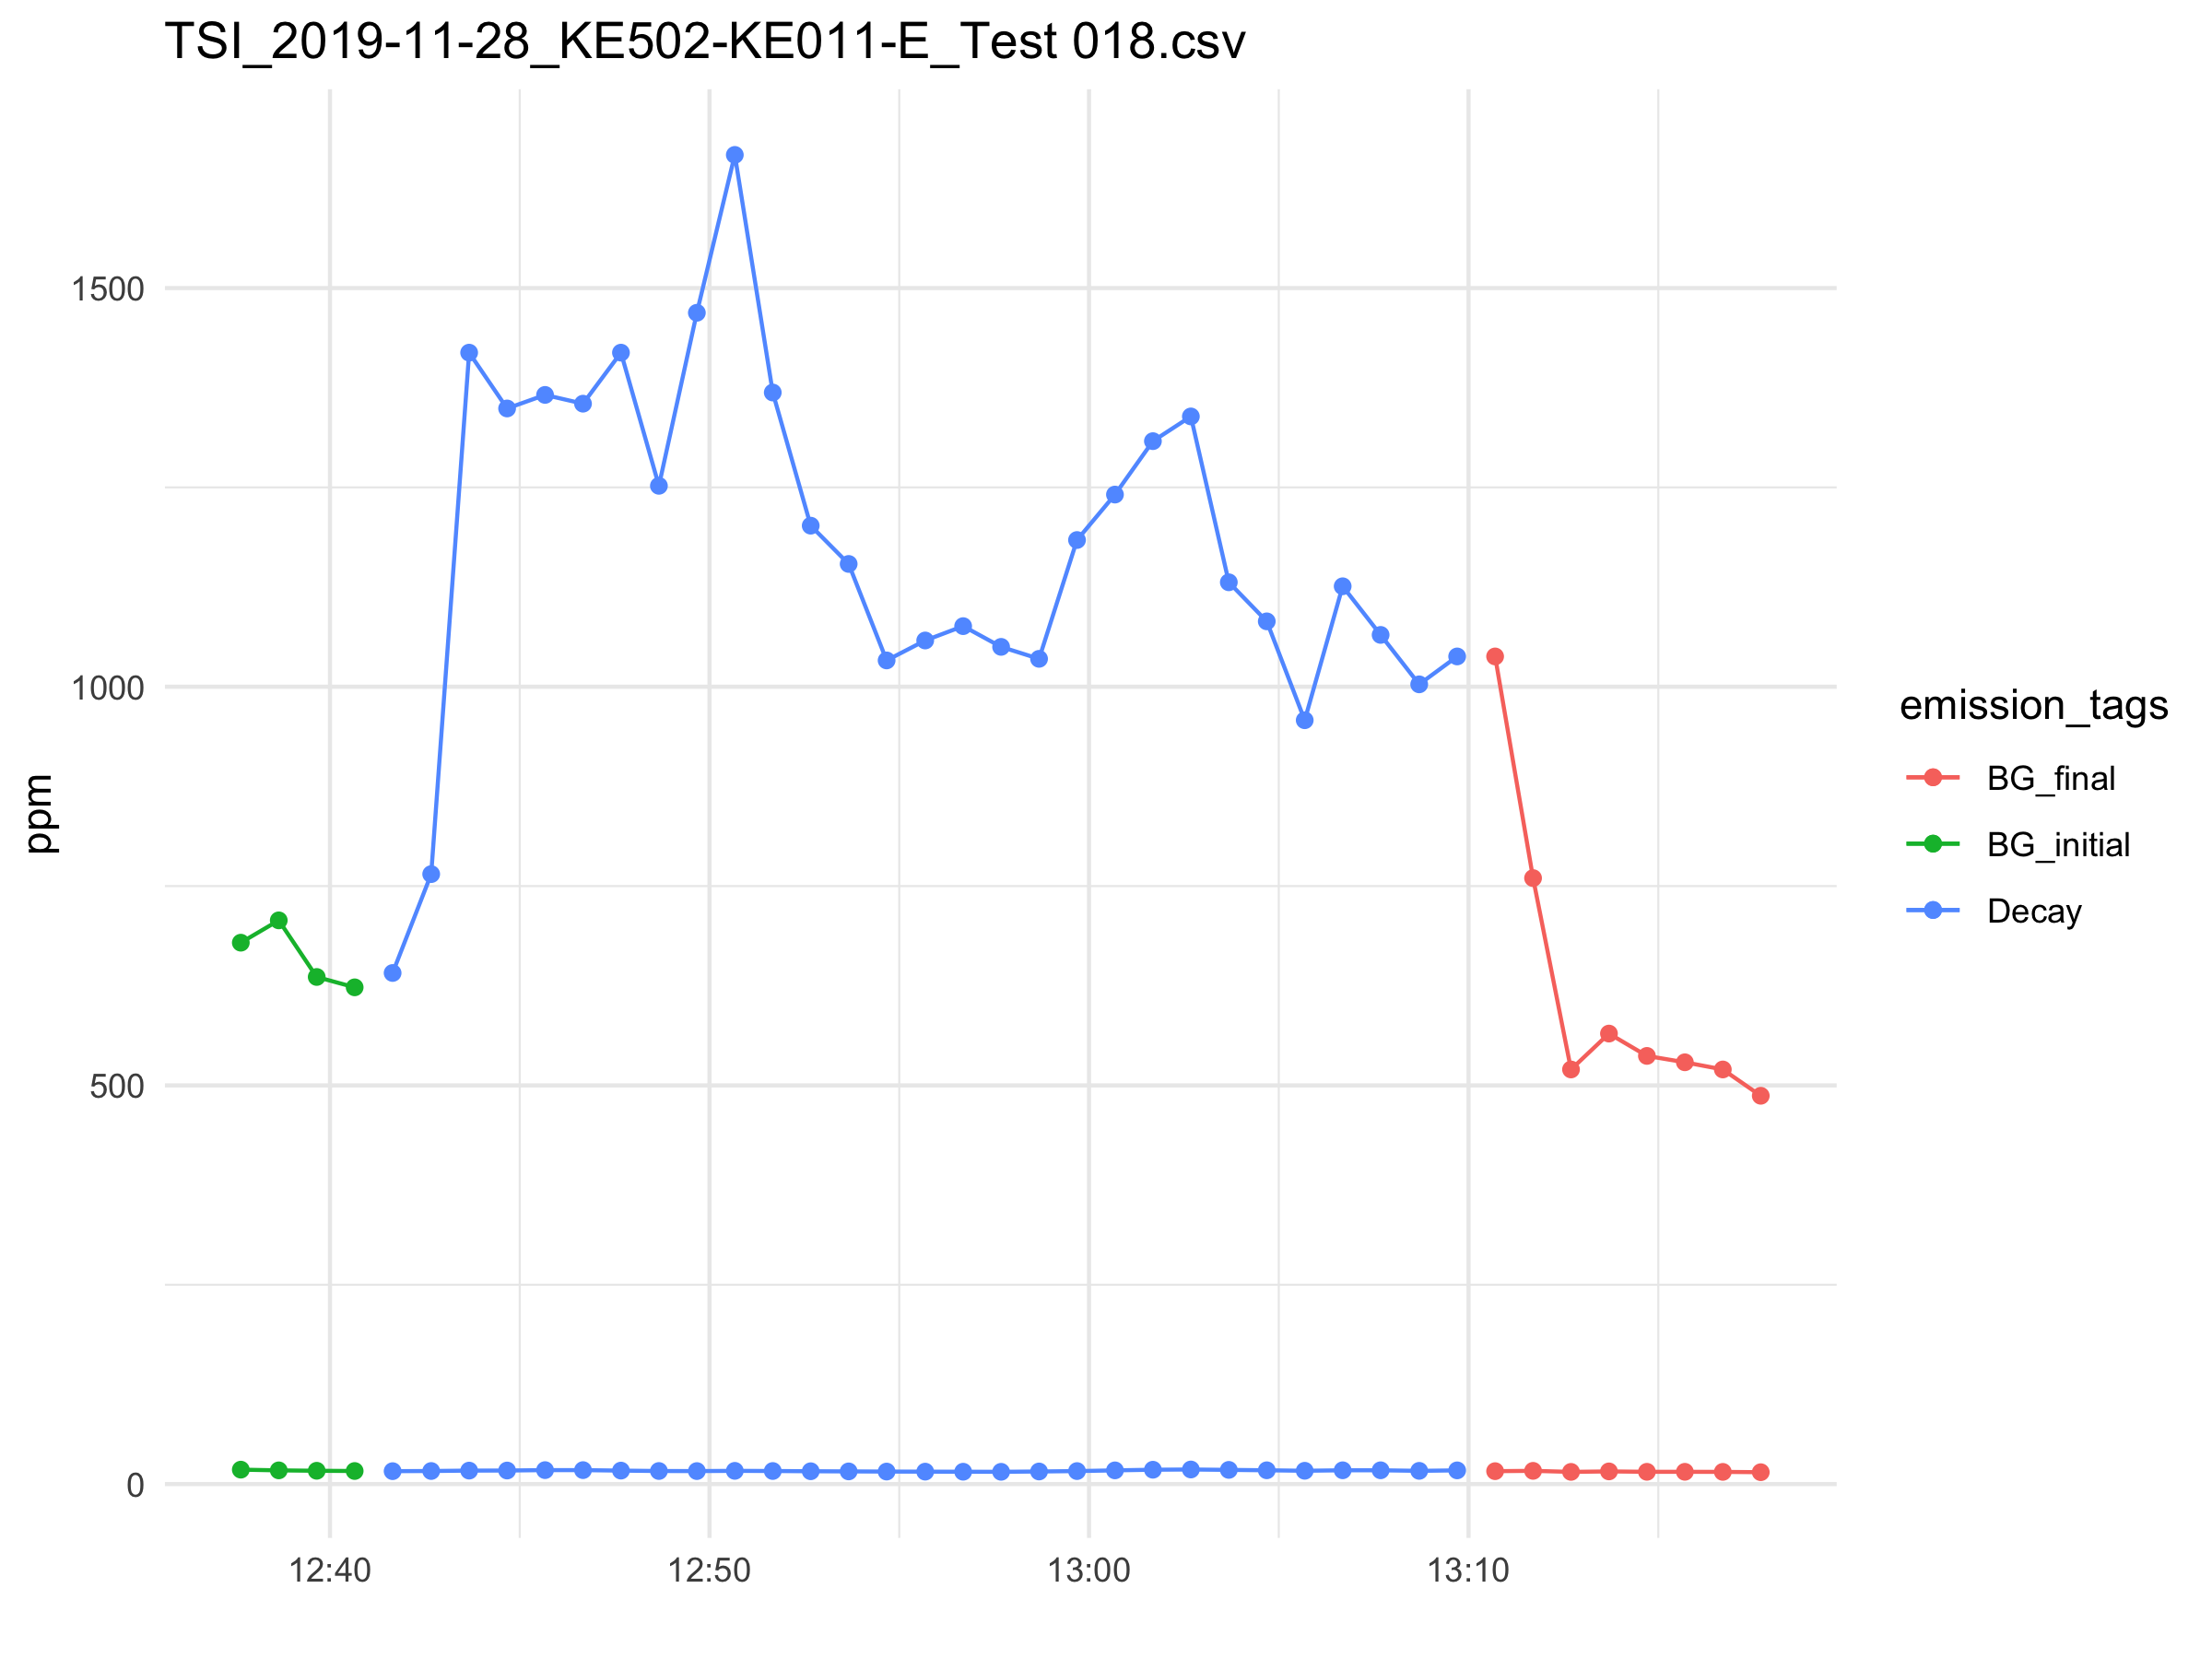 TSI_2019-11-28_KE502-KE011-E_Test 018.csv
1500
1000
500
0
ppm
12:40
12:50
13:00
13:10
emission_tags
BG_final
BG_initial
Decay